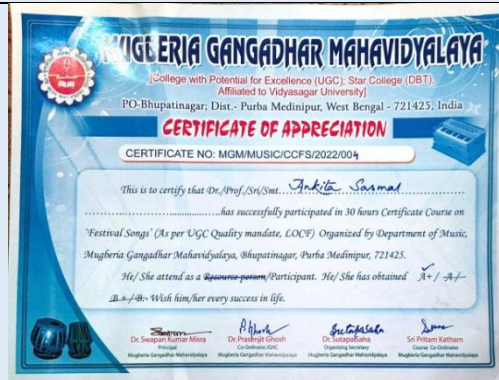 MUGBERIA GANGADHAR MAHAVIDYALAYA
[College with Potential for Excellence (UGC); Star College (DBT).
Affiliated to Vidyasagar University]
PO-Bhupatinagar; Dist.- Purba Medinipur, West Bengal - 721425, India
CERTIFICATE OF APPRECIATION
CERTIFICATE NO: MGM/MUSIC/CCFS/2022/004
This is to certify that Dr./Prof./Sri/Smt. Ankita Sasmal
has successfully participated in 30 hours Certificate Course on
'Festival Songs' (As per UGC Quality mandate, LOCF) Organized by Department of Music,
Mugberia Gangadhar Mahavidyalaya, Bhupatinagar, Purba Medinipur, 721425.
He/ She attend as a Resource person/Participant. He/ She has obtained A+/ A/
B+/ B. Wish him/her every success in life.
Dr. Swapan Kumar Misra
Principal
Mugberia Gangadhar Mahavidyalaya
Dr. Prasenjit Ghosh
Co-Ordinator, IQAC
Mugberia Gangadhar Mahavidyalaya
Dr. Sutapa Saha
Organising Secretary
Mugberia Gangadhar Mahavidyalaya
Sri Pritam Katham
Course Co-Ordinator
Mugberia Gangadhar Mahavidyalaya